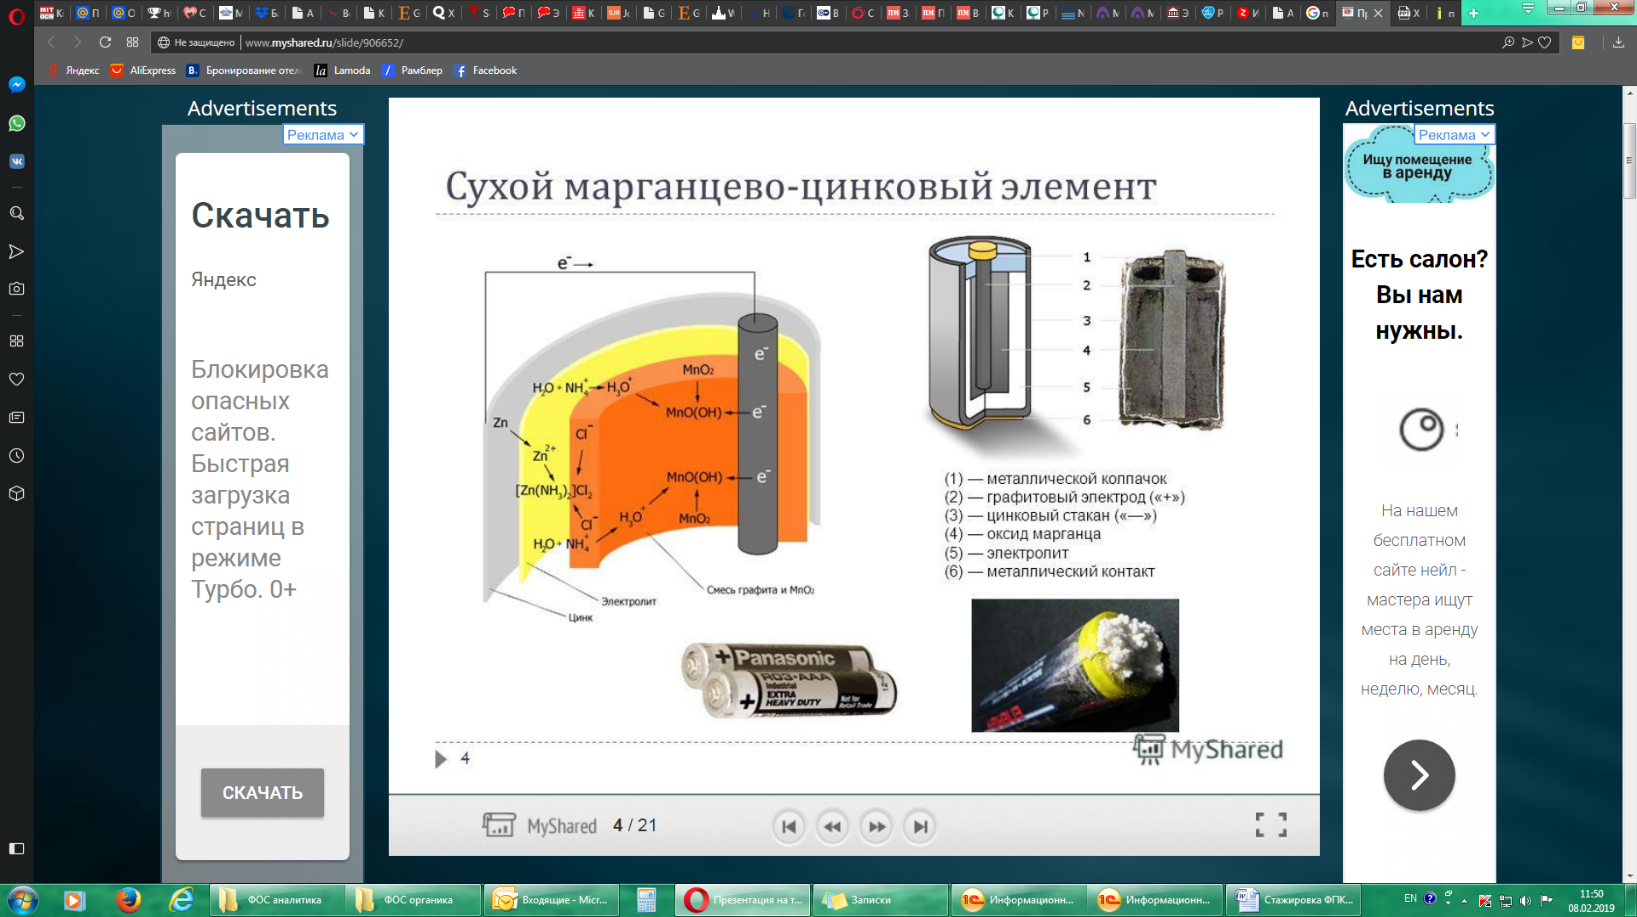 Не защищено
www.myshared.ru/slide/906652/
Яндекс
AliExpress
Бронирование оте
Lamoda
Рамблер
Facebook
Advertisements
Реклама
Скачать
Яндекс
Блокировка
опасных
сайтов.
Быстрая
загрузка
страниц в
режиме
Турбо. 0+
СКАЧАТЬ
Сухой марганцево-цинковый элемент
e⁻→
H₂O + NH₄⁺→H₃O⁺
MnO₂
e⁻
MnO(OH)
e⁻
Zn
Cl⁻
Zn²⁺
MnO(OH)
e⁻
[Zn(NH₃)₂]Cl₂
H₃O⁺
MnO₂
Cl⁻
H₂O + NH₄⁺
Смесь графита и MnO₂
Электролит
Цинк
1
2
3
4
5
6
(1) — металлической колпачок
(2) — графитовый электрод («+»)
(3) — цинковый стакан («—»)
(4) — оксид марганца
(5) — электролит
(6) — металлический контакт
Panasonic
R03-AAA
Industrial
EXTRA
HEAVY DUTY
Not for
Retail Trade
4
MyShared
MyShared
4 / 21
Advertisements
Реклама
Ищу помещение
в аренду
Есть салон?
Вы нам
нужны.
На нашем
бесплатном
сайте нейл -
мастера ищут
места в аренду
на день,
неделю, месяц.
ФОС аналитика
ФОС органика
Входящие - Micr...
Презентация на т...
Записки
Информационн...
Информационн...
Стажировка ФПК...
EN
11:50
08.02.2019